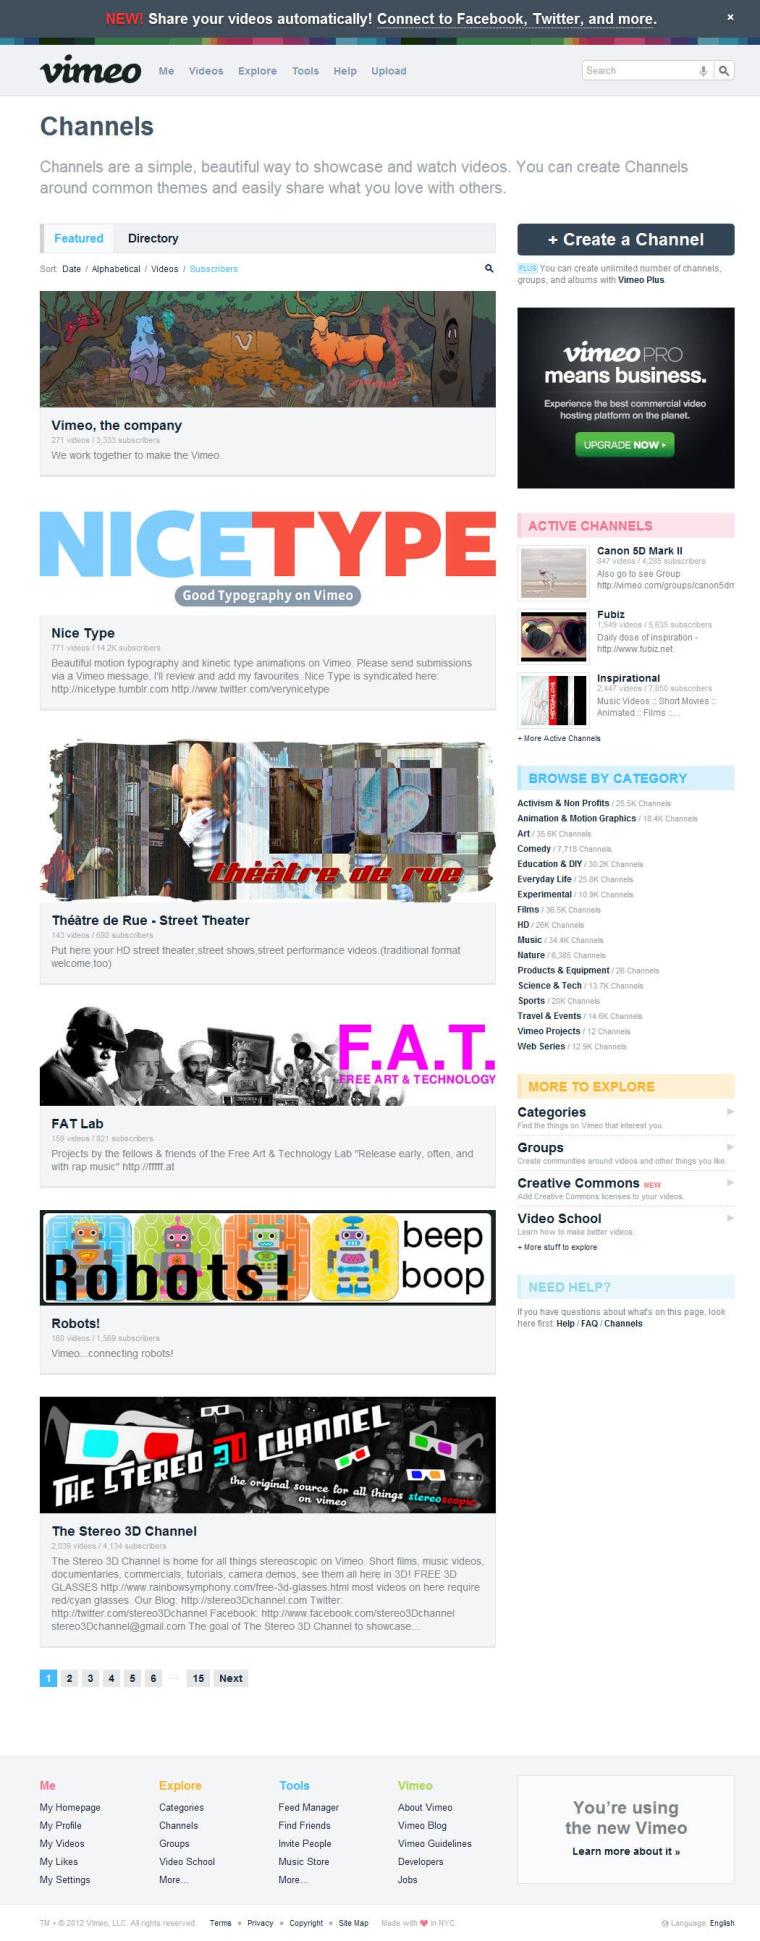 NEW! Share your videos automatically! Connect to Facebook, Twitter, and more.
×
vimeo
Me Videos Explore Tools Help Upload
Search
Channels
Channels are a simple, beautiful way to showcase and watch videos. You can create Channels
around common themes and easily share what you love with others.
Featured Directory
Sort: Date / Alphabetical / Videos / Subscribers
Vimeo, the company
271 videos / 3,333 subscribers
We work together to make the Vimeo.
NICETYPE
Good Typography on Vimeo
Nice Type
771 videos / 14.2K subscribers
Beautiful motion typography and kinetic type animations on Vimeo. Please send submissions
via a Vimeo message, I'll review and add my favourites. Nice Type is syndicated here:
http://nicetype.tumblr.com http://www.twitter.com/verynicetype
théâtre de rue
Théâtre de Rue - Street Theater
143 videos / 692 subscribers
Put here your HD street theater,street shows,street performance videos.(traditional format
welcome,too)
F.A.T.
FREE ART & TECHNOLOGY
FAT Lab
159 videos / 821 subscribers
Projects by the fellows & friends of the Free Art & Technology Lab "Release early, often, and
with rap music" http://fffff.at
Robots!
beep
boop
Robots!
160 videos / 1,569 subscribers
Vimeo...connecting robots!
THE STEREO 3D CHANNEL
the original source for all things
on vimeo stereoscopic
The Stereo 3D Channel
2,039 videos / 4,134 subscribers
The Stereo 3D Channel is home for all things stereoscopic on Vimeo. Short films, music videos,
documentaries, commercials, tutorials, camera demos, see them all here in 3D! FREE 3D
GLASSES http://www.rainbowsymphony.com/free-3d-glasses.html most videos on here require
red/cyan glasses. Our Blog: http://stereo3Dchannel.com Twitter:
http://twitter.com/stereo3Dchannel Facebook: http://www.facebook.com/stereo3Dchannel
stereo3Dchannel@gmail.com The goal of The Stereo 3D Channel to showcase...
1 2 3 4 5 6 ... 15 Next
+ Create a Channel
PLUS You can create unlimited number of channels,
groups, and albums with Vimeo Plus.
vimeo PRO
means business.
Experience the best commercial video
hosting platform on the planet.
UPGRADE NOW ▸
ACTIVE CHANNELS
Canon 5D Mark II
847 videos / 4,285 subscribers
Also go to see Group
http://vimeo.com/groups/canon5dm
Fubiz
1,549 videos / 5,635 subscribers
Daily dose of inspiration -
http://www.fubiz.net
Inspirational
2,447 videos / 7,850 subscribers
Music Videos :: Short Movies ::
Animated :: Films ::...
+ More Active Channels
BROWSE BY CATEGORY
Activism & Non Profits / 25.5K Channels
Animation & Motion Graphics / 18.4K Channels
Art / 35.6K Channels
Comedy / 7,718 Channels
Education & DIY / 30.2K Channels
Everyday Life / 25.8K Channels
Experimental / 10.9K Channels
Films / 36.5K Channels
HD / 26K Channels
Music / 34.4K Channels
Nature / 6,385 Channels
Products & Equipment / 26 Channels
Science & Tech / 13.7K Channels
Sports / 20K Channels
Travel & Events / 14.6K Channels
Vimeo Projects / 12 Channels
Web Series / 12.9K Channels
MORE TO EXPLORE
Categories
Find the things on Vimeo that interest you.
Groups
Create communities around videos and other things you like.
Creative Commons NEW
Add Creative Commons licenses to your videos.
Video School
Learn how to make better videos.
+ More stuff to explore
NEED HELP?
If you have questions about what's on this page, look
here first: Help / FAQ / Channels
Me
My Homepage
My Profile
My Videos
My Likes
My Settings
Explore
Categories
Channels
Groups
Video School
More...
Tools
Feed Manager
Find Friends
Invite People
Music Store
More...
Vimeo
About Vimeo
Vimeo Blog
Vimeo Guidelines
Developers
Jobs
You're using
the new Vimeo
Learn more about it »
TM + © 2012 Vimeo, LLC. All rights reserved. Terms • Privacy • Copyright • Site Map Made with ♥ in NYC.
Language: English